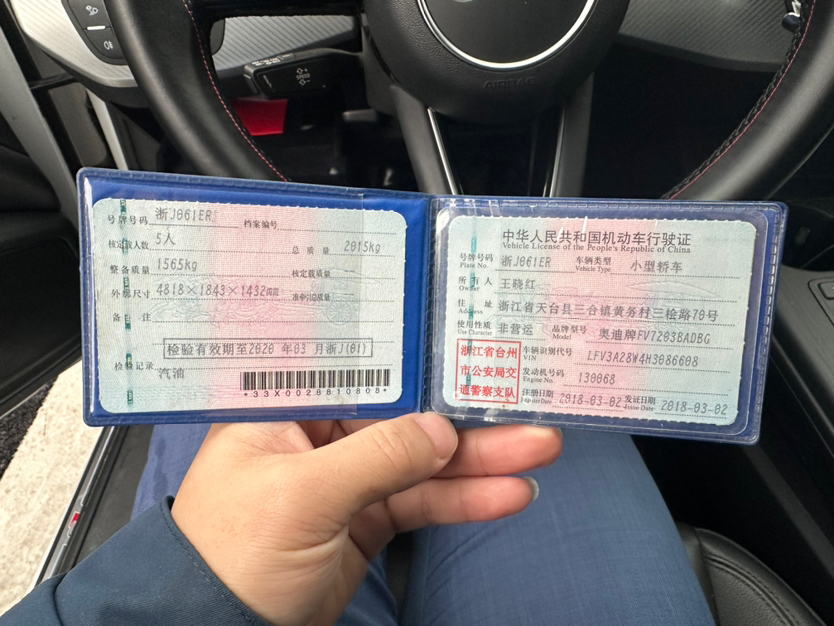 AIRBAG
号牌号码 浙J061ER 档案编号
核定载人数 5人 总质量 2015kg
整备质量 1565kg 核定载质量 --
外廓尺寸 4818×1843×1432mm 准牵引总质量 --
备注
检验有效期至2020 年03 月浙J(01)
检验记录
汽油
*33X0028810808*
中华人民共和国机动车行驶证
Vehicle License of the People's Republic of China
号牌号码 浙J061ER 车辆类型 小型轿车
Plate No. Vehicle Type
所有人 王晓红
Owner
住址 浙江省天台县三合镇黄务村三桧路70号
Address
使用性质 非营运 品牌型号 奥迪牌FV7203BADBG
Use Character Model
浙江省台州
市公安局交
通警察支队
车辆识别代号 LFV3A28W4H3086608
VIN
发动机号码 130068
Engine No.
注册日期 2018-03-02 发证日期 2018-03-02
Register Date Issue Date